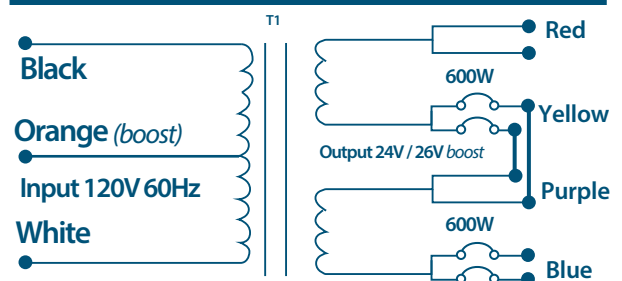 T1
Red
Black
600W
Yellow
Orange (boost)
Output 24V / 26V boost
Input 120V 60Hz
Purple
White
600W
Blue